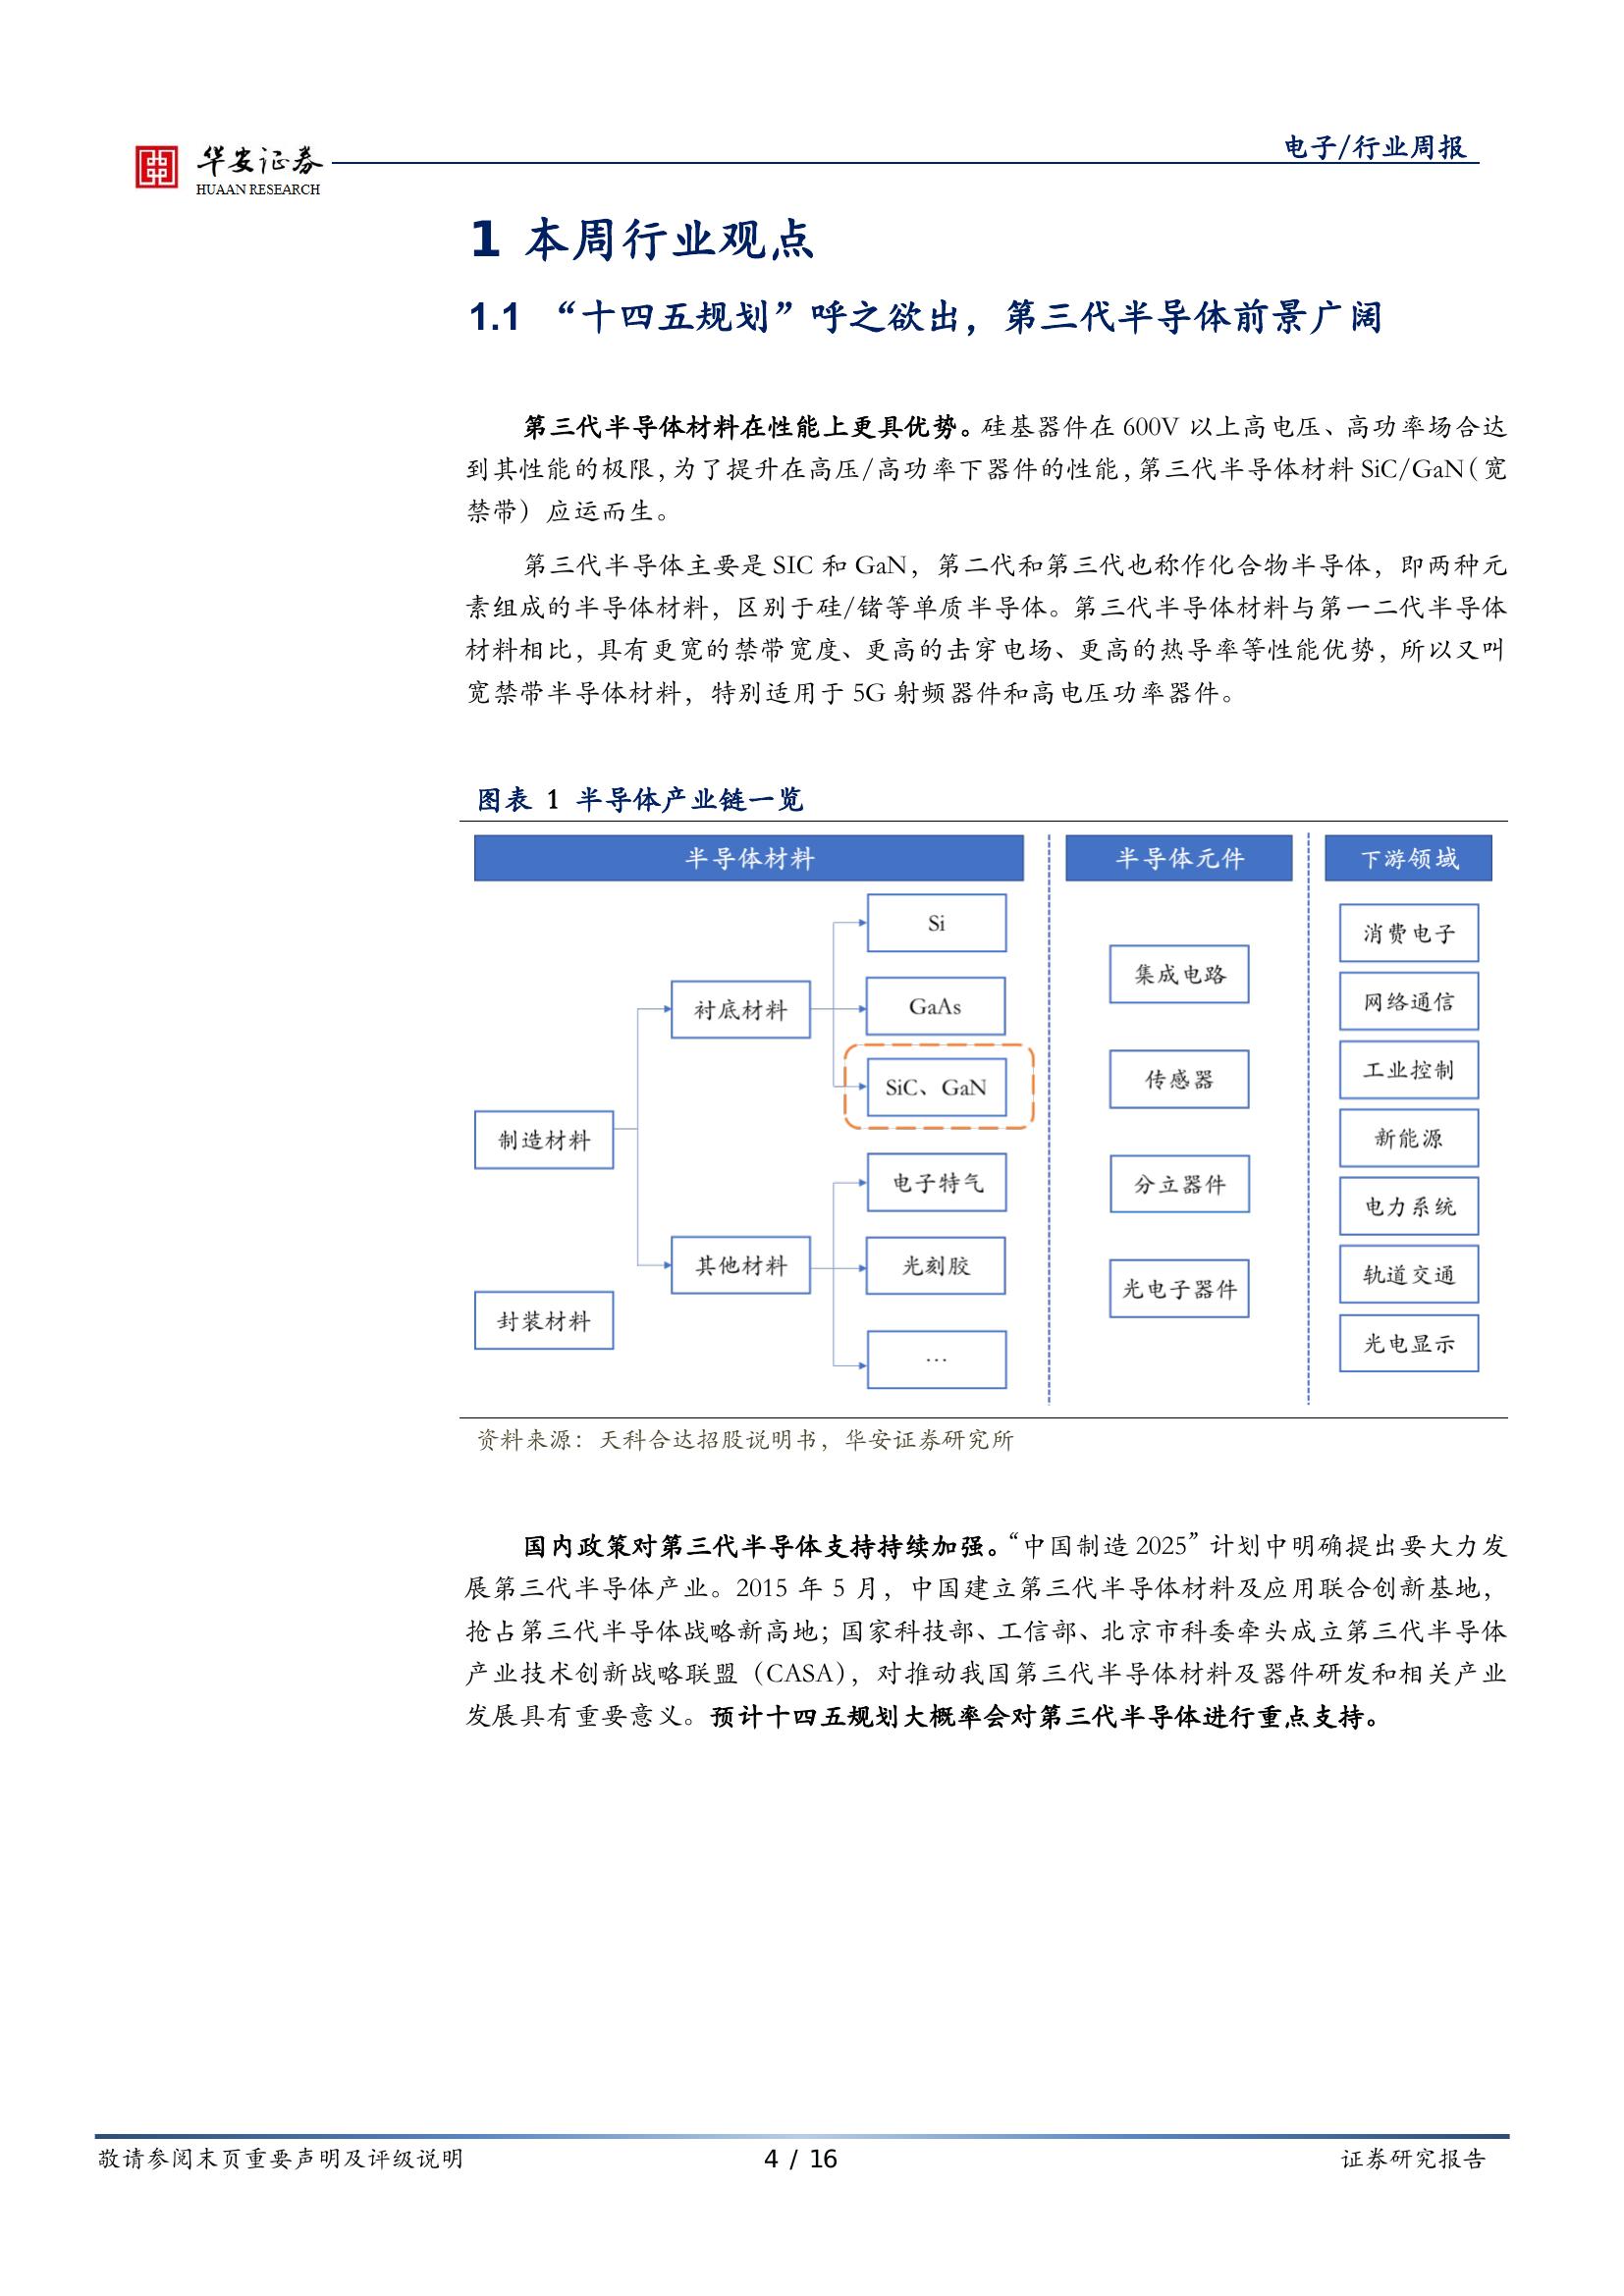 华安证券
HUAAN RESEARCH
电子/行业周报
1 本周行业观点
1.1 “十四五规划”呼之欲出，第三代半导体前景广阔
第三代半导体材料在性能上更具优势。硅基器件在 600V 以上高电压、高功率场合达
到其性能的极限，为了提升在高压/高功率下器件的性能，第三代半导体材料 SiC/GaN（宽
禁带）应运而生。
第三代半导体主要是 SIC 和 GaN，第二代和第三代也称作化合物半导体，即两种元
素组成的半导体材料，区别于硅/锗等单质半导体。第三代半导体材料与第一二代半导体
材料相比，具有更宽的禁带宽度、更高的击穿电场、更高的热导率等性能优势，所以又叫
宽禁带半导体材料，特别适用于 5G 射频器件和高电压功率器件。
图表 1 半导体产业链一览
半导体材料
制造材料
封装材料
衬底材料
其他材料
Si
GaAs
SiC、GaN
电子特气
光刻胶
…
半导体元件
集成电路
传感器
分立器件
光电子器件
下游领域
消费电子
网络通信
工业控制
新能源
电力系统
轨道交通
光电显示
资料来源：天科合达招股说明书，华安证券研究所
国内政策对第三代半导体支持持续加强。“中国制造 2025” 计划中明确提出要大力发
展第三代半导体产业。2015 年 5 月，中国建立第三代半导体材料及应用联合创新基地，
抢占第三代半导体战略新高地；国家科技部、工信部、北京市科委牵头成立第三代半导体
产业技术创新战略联盟（CASA），对推动我国第三代半导体材料及器件研发和相关产业
发展具有重要意义。预计十四五规划大概率会对第三代半导体进行重点支持。
敬请参阅末页重要声明及评级说明
4 / 16
证券研究报告